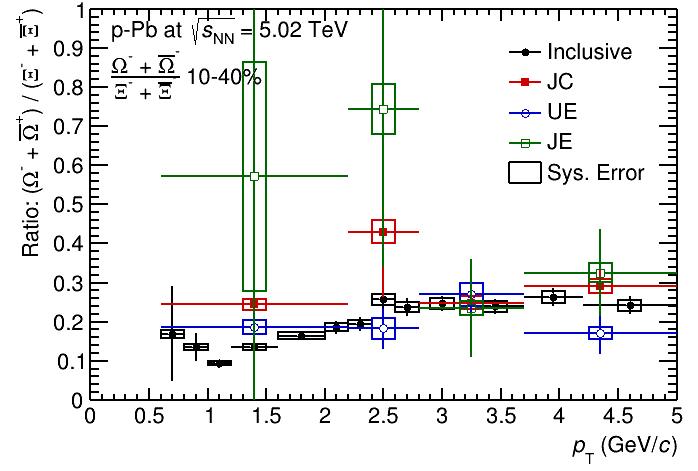 Ratio: (Ω⁻ + Ω̅⁺) / (Ξ⁻ + Ξ̅⁺)
1
0.9
0.8
0.7
0.6
0.5
0.4
0.3
0.2
0.1
0
p-Pb at √s_NN = 5.02 TeV
Ω⁻ + Ω̅⁻
Ξ⁻ + Ξ̅ 10-40%
Inclusive
JC
UE
JE
Sys. Error
0 0.5 1 1.5 2 2.5 3 3.5 4 4.5 5
p_T (GeV/c)